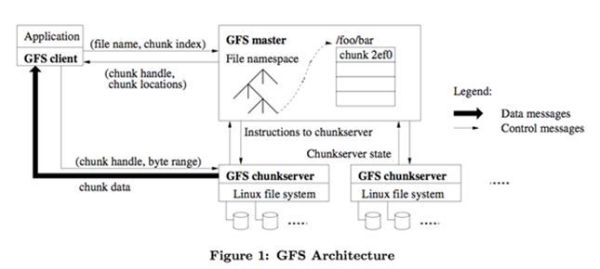 Application
GFS client
(file name, chunk index)
(chunk handle,
chunk locations)
GFS master
File namespace
/foo/bar
chunk 2ef0
Legend:
Data messages
Control messages
Instructions to chunkserver
Chunkserver state
(chunk handle, byte range)
chunk data
GFS chunkserver
Linux file system
GFS chunkserver
Linux file system
Figure 1: GFS Architecture